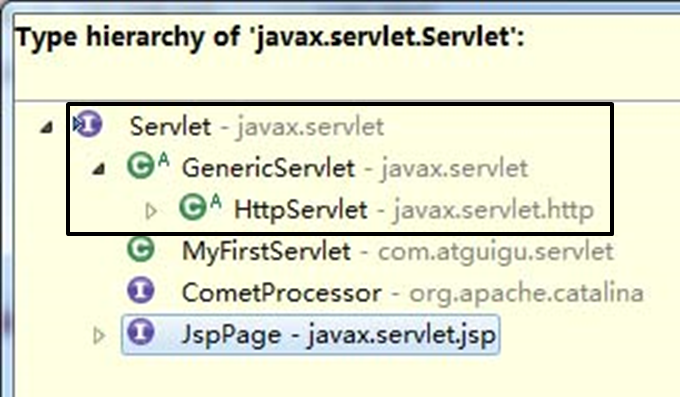 Type hierarchy of 'javax.servlet.Servlet':
I Servlet - javax.servlet
C A GenericServlet - javax.servlet
C A HttpServlet - javax.servlet.http
C MyFirstServlet - com.atguigu.servlet
I CometProcessor - org.apache.catalina
I JspPage - javax.servlet.jsp